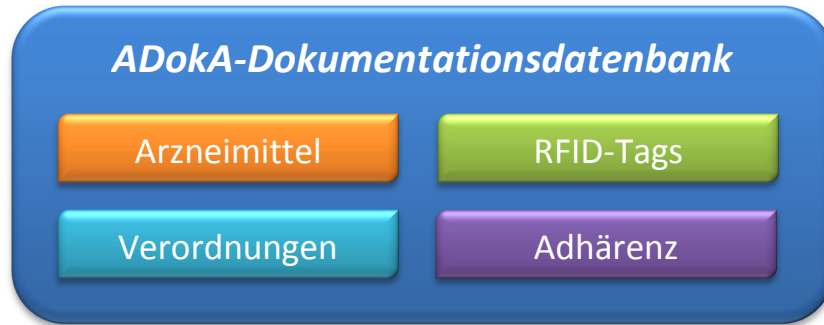 ADokA-Dokumentationsdatenbank
Arzneimittel
RFID-Tags
Verordnungen
Adhärenz